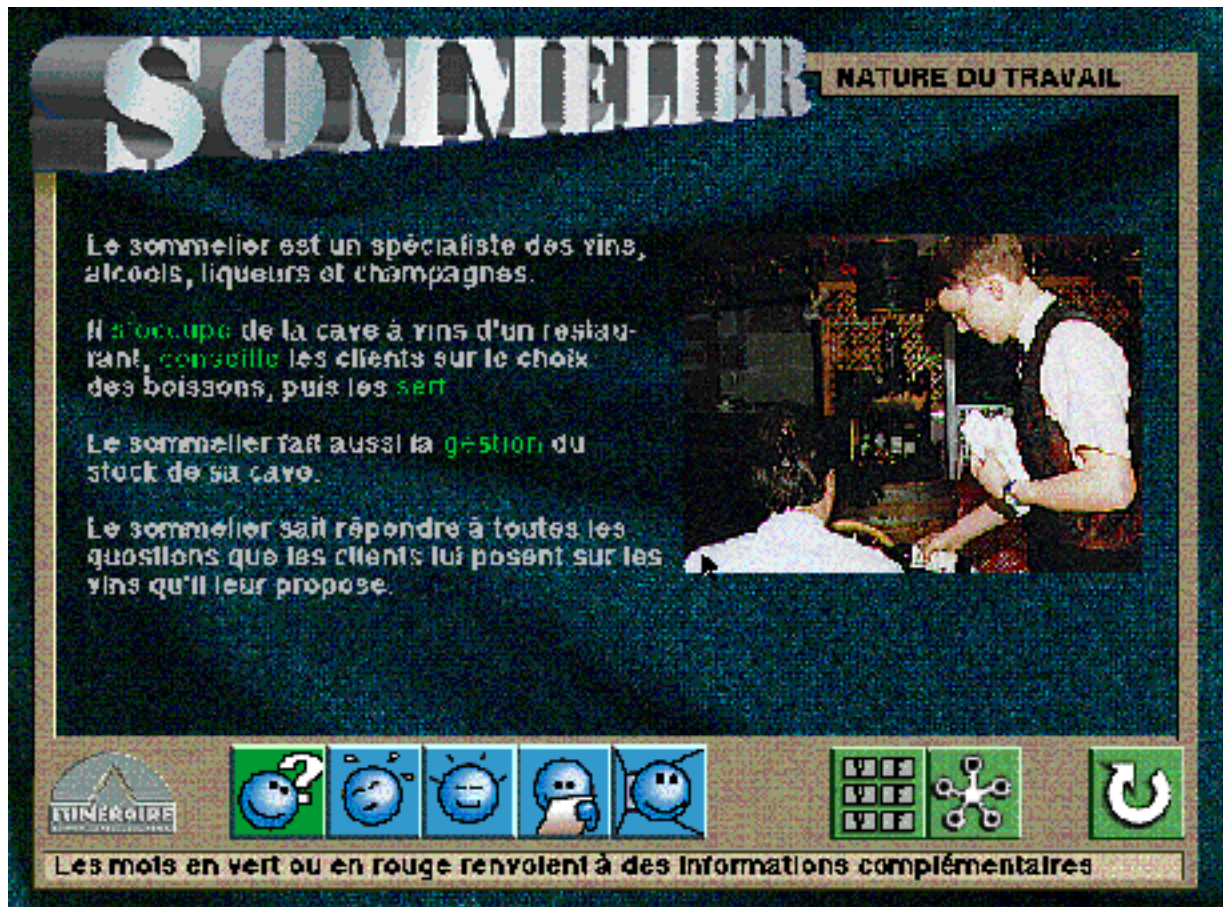 SOMMELIER
NATURE DU TRAVAIL
Le sommelier est un spécialiste des vins,
alcools, liqueurs et champagnes.
Il s'occupe de la cave à vins d'un restau-
rant, conseille les clients sur le choix
des boissons, puis les sert
Le sommelier fait aussi la gestion du
stock de sa cave.
Le sommelier sait répondre à toutes les
questions que les clients lui posent sur les
vins qu'il leur propose.
?
V F
V F
V F
ITINÉRAIRE
Les mots en vert ou en rouge renvoient à des informations complémentaires